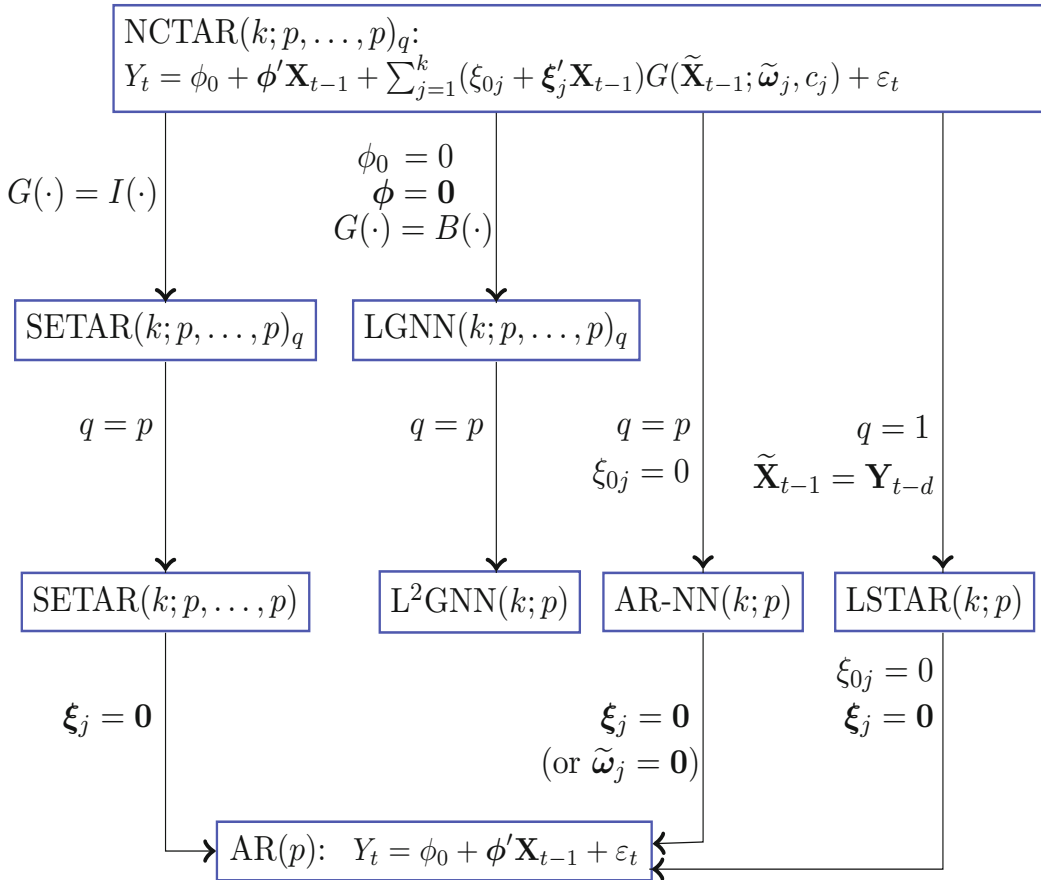 NCTAR(k; p, . . . , p)_q:
Y_t = ϕ_0 + ϕ′X_{t−1} + ∑_{j=1}^{k}(ξ_{0j} + ξ′_jX_{t−1})G(X̃_{t−1}; ω̃_j, c_j) + ε_t
G(·) = I(·)
ϕ_0 = 0
ϕ = 0
G(·) = B(·)
SETAR(k; p, . . . , p)_q
LGNN(k; p, . . . , p)_q
q = p
q = p
q = p
ξ_{0j} = 0
q = 1
X̃_{t−1} = Y_{t−d}
SETAR(k; p, . . . , p)
L²GNN(k; p)
AR-NN(k; p)
LSTAR(k; p)
ξ_j = 0
ξ_j = 0
(or ω̃_j = 0)
ξ_{0j} = 0
ξ_j = 0
AR(p): Y_t = ϕ_0 + ϕ′X_{t−1} + ε_t